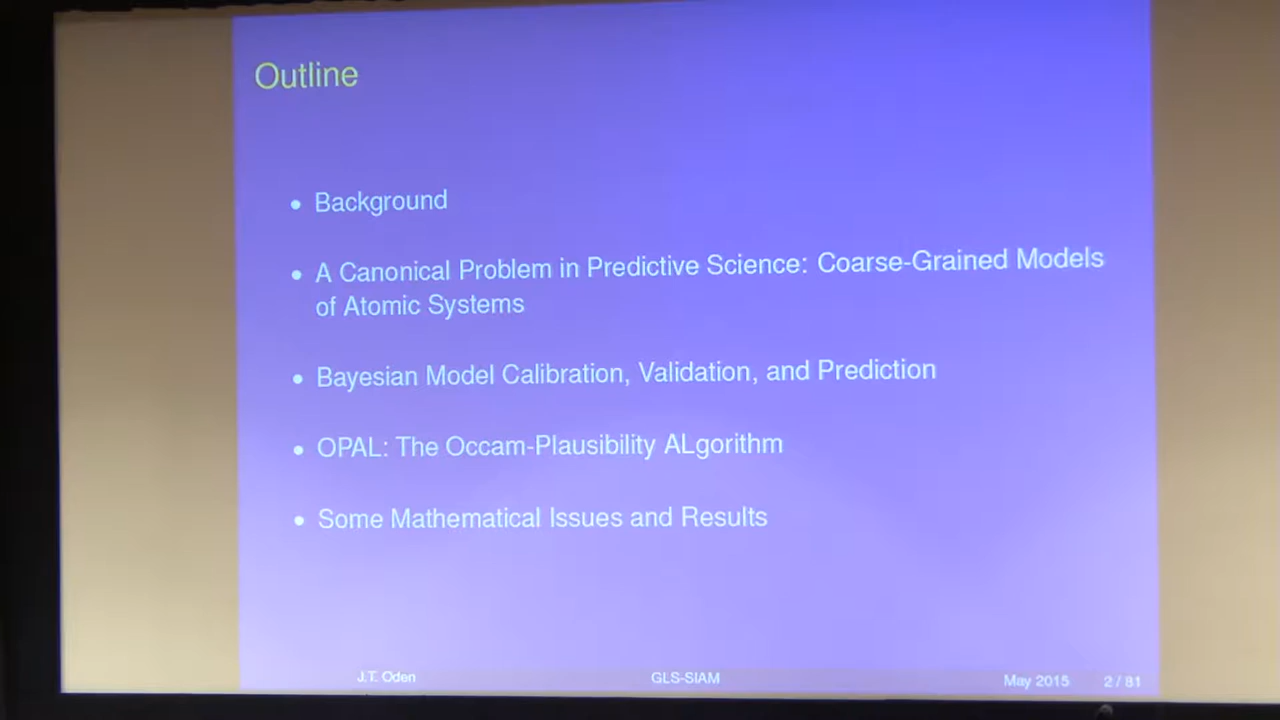 Outline
• Background
• A Canonical Problem in Predictive Science: Coarse-Grained Models
of Atomic Systems
• Bayesian Model Calibration, Validation, and Prediction
• OPAL: The Occam-Plausibility ALgorithm
• Some Mathematical Issues and Results
J.T. Oden GLS-SIAM May 2015 2 / 81